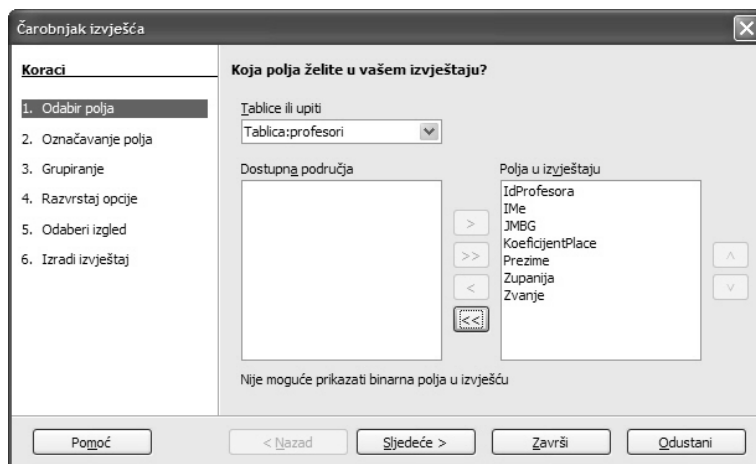 Čarobnjak izvješća
Koraci
1. Odabir polja
2. Označavanje polja
3. Grupiranje
4. Razvrstaj opcije
5. Odaberi izgled
6. Izradi izvještaj
Koja polja želite u vašem izvještaju?
Tablice ili upiti
Tablica:profesori
Dostupna područja
Polja u izvještaju
IdProfesora
IMe
JMBG
KoeficijentPlace
Prezime
Zupanija
Zvanje
>
>>
<
<<
^
v
Nije moguće prikazati binarna polja u izvješću
Pomoć
< Nazad
Sljedeće >
Završi
Odustani